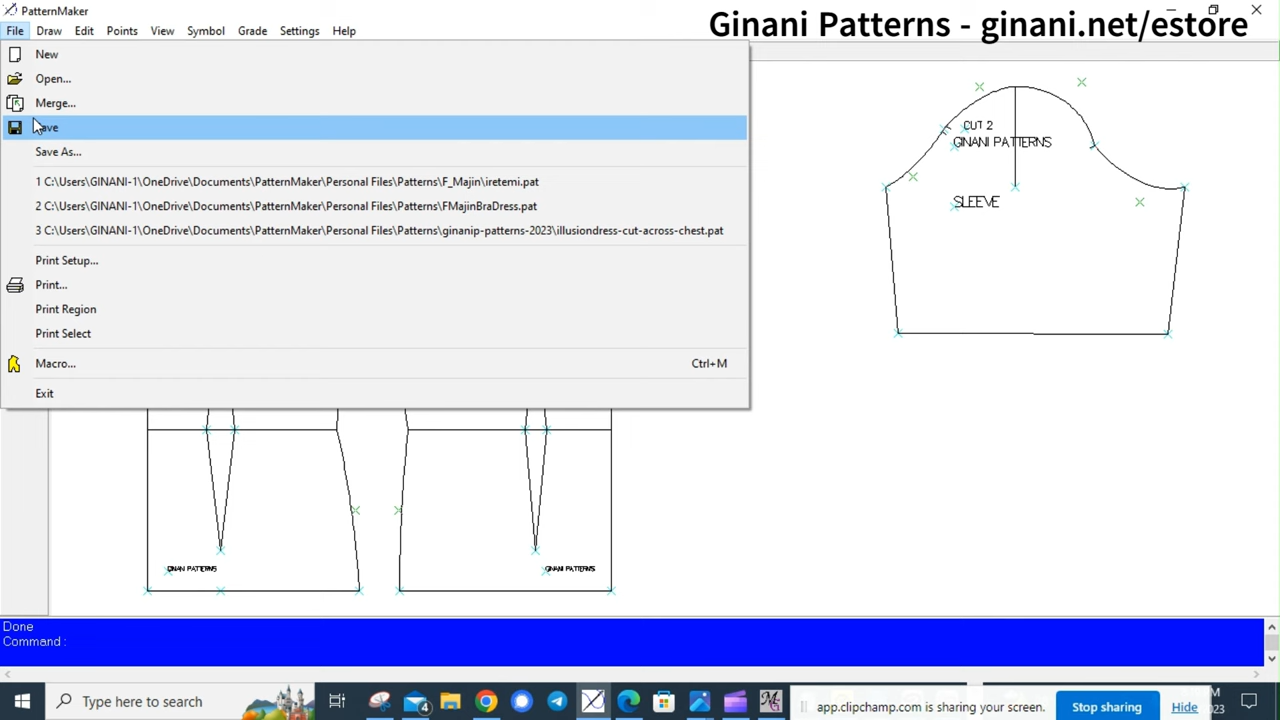 PatternMaker
Ginani Patterns - ginani.net/estore
File Draw Edit Points View Symbol Grade Settings Help
New
Open...
Merge...
ave
Save As...
1 C:\Users\GINANI-1\OneDrive\Documents\PatternMaker\Personal Files\Patterns\F_Majin\iretemi.pat
2 C:\Users\GINANI-1\OneDrive\Documents\PatternMaker\Personal Files\Patterns\FMajinBraDress.pat
3 C:\Users\GINANI-1\OneDrive\Documents\PatternMaker\Personal Files\Patterns\ginanip-patterns-2023\illusiondress-cut-across-chest.pat
Print Setup...
Print...
Print Region
Print Select
Macro... Ctrl+M
Exit
CUT 2
GINANI PATTERNS
SLEEVE
GINANI PATTERNS
GINANI PATTERNS
Done
Command :
Type here to search
4
app.clipchamp.com is sharing your screen.
Stop sharing
Hide
M
023